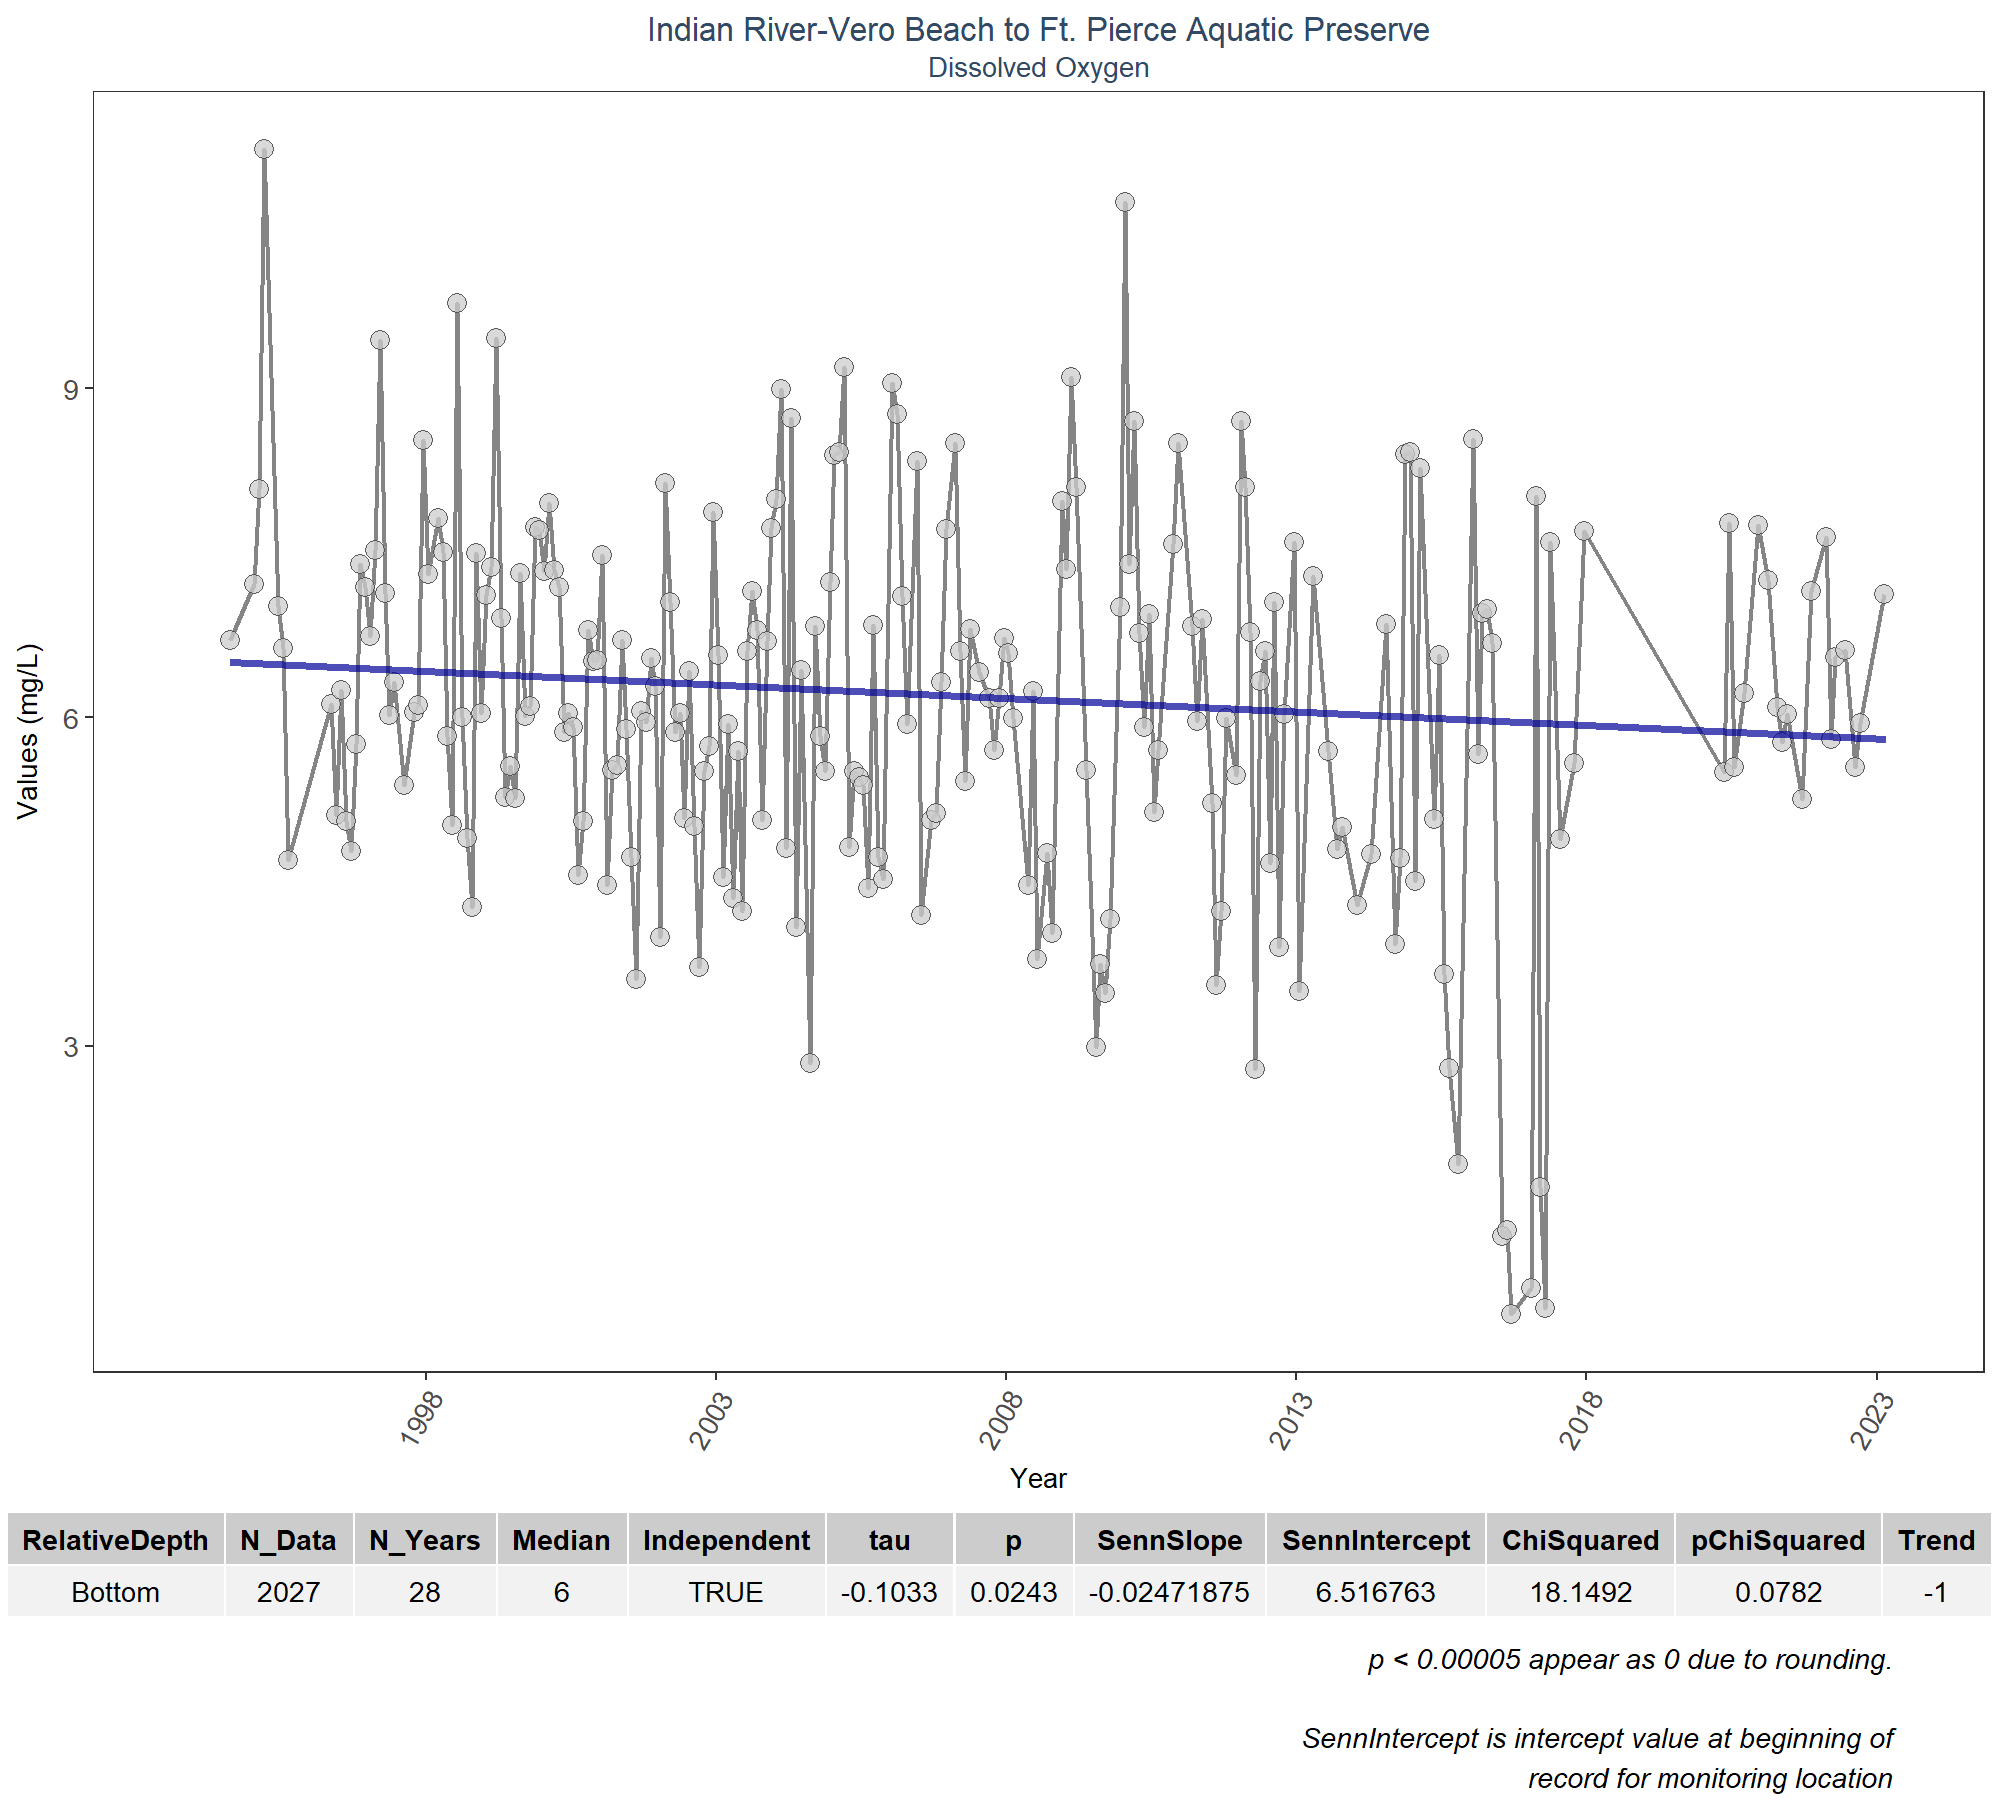 Indian River-Vero Beach to Ft. Pierce Aquatic Preserve
Dissolved Oxygen
Values (mg/L)
9
6
3
1998 2003 2008 2013 2018 2023
Year
RelativeDepth N_Data N_Years Median Independent tau p SennSlope SennIntercept ChiSquared pChiSquared Trend
Bottom 2027 28 6 TRUE -0.1033 0.0243 -0.02471875 6.516763 18.1492 0.0782 -1
p < 0.00005 appear as 0 due to rounding.
SennIntercept is intercept value at beginning of
record for monitoring location